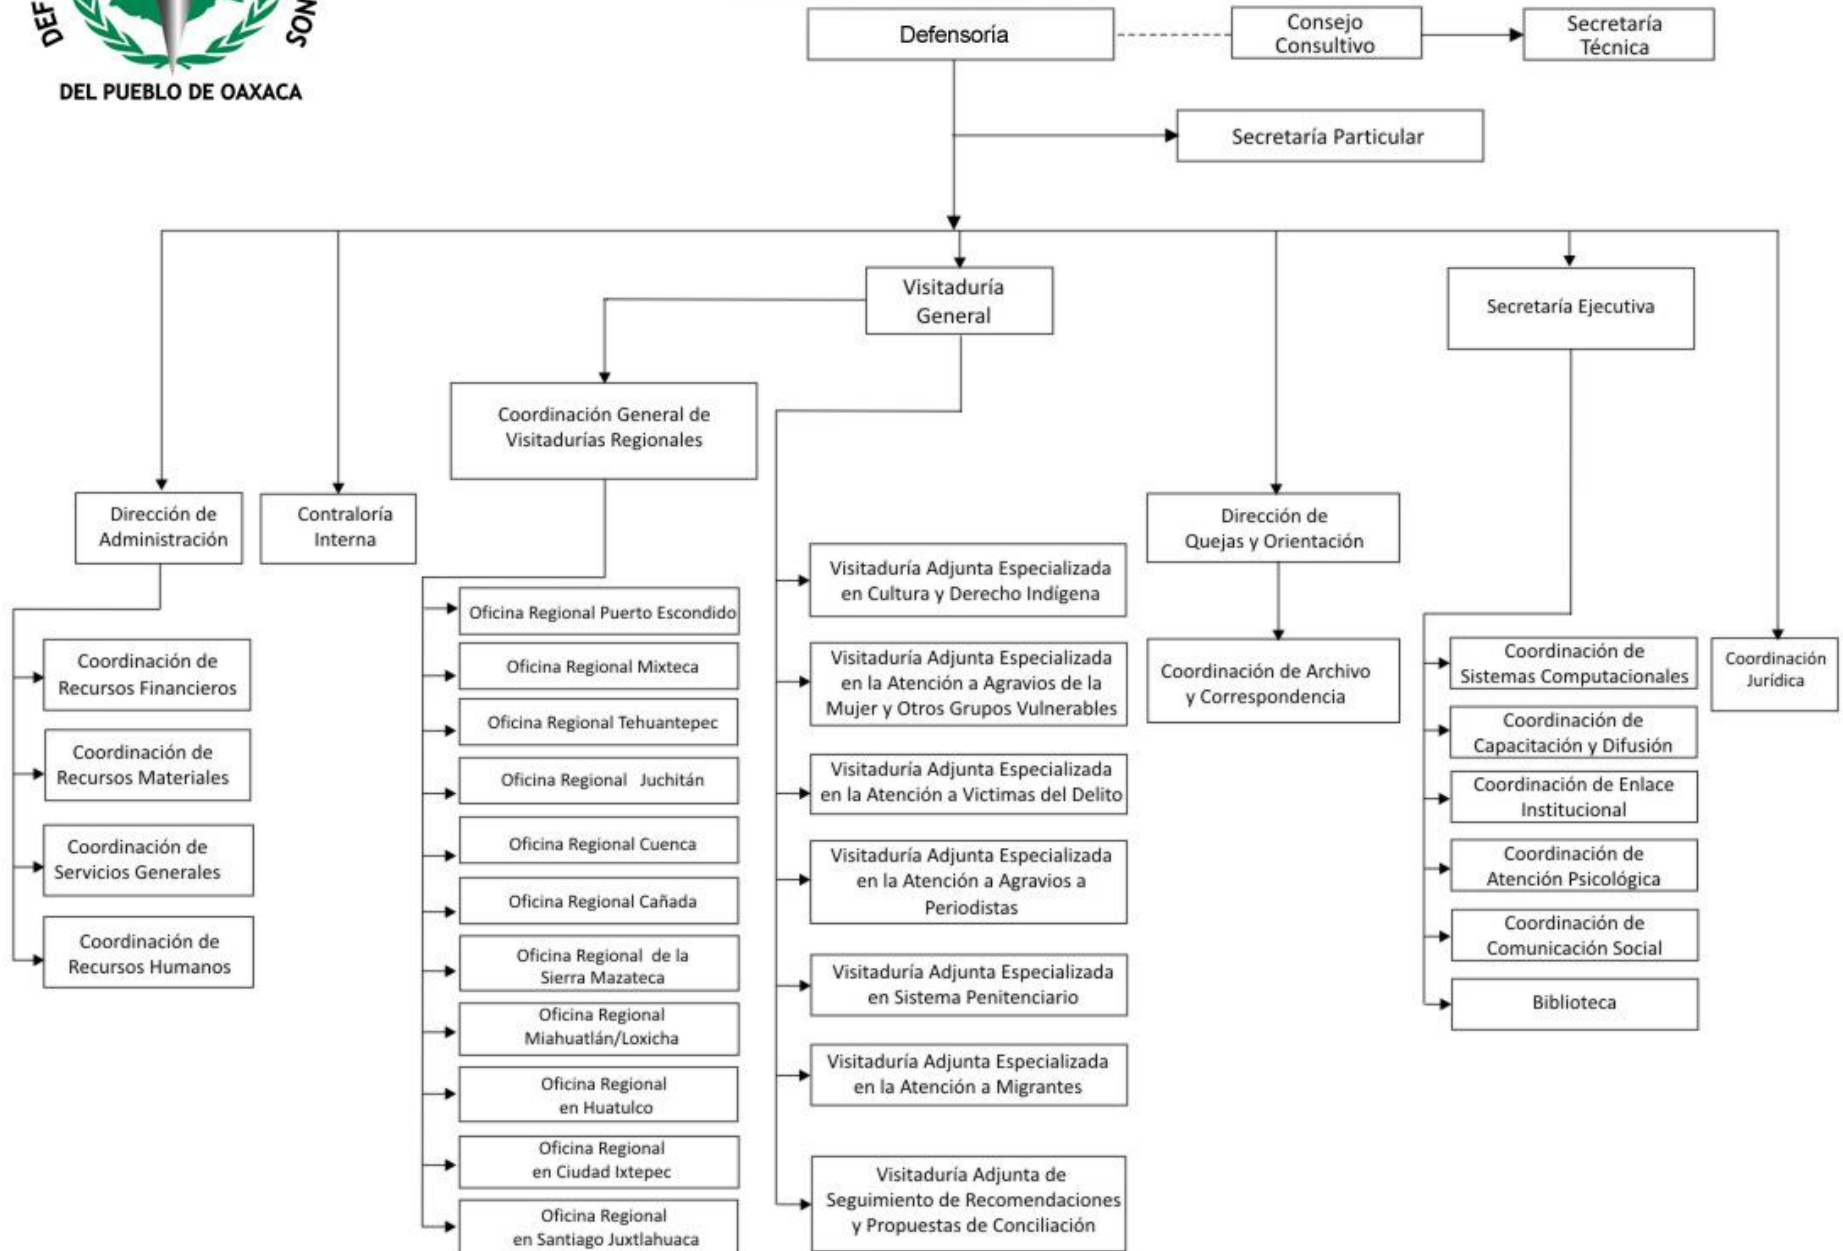 DEL PUEBLO DE OAXACA
Defensoría
Consejo
Consultivo
Secretaría
Técnica
Secretaría Particular
Visitaduría
General
Secretaría Ejecutiva
Coordinación General de
Visitadurías Regionales
Dirección de
Administración
Contraloría
Interna
Dirección de
Quejas y Orientación
Coordinación de
Recursos Financieros
Coordinación de
Recursos Materiales
Coordinación de
Servicios Generales
Coordinación de
Recursos Humanos
Oficina Regional Puerto Escondido
Oficina Regional Mixteca
Oficina Regional Tehuantepec
Oficina Regional Juchitán
Oficina Regional Cuenca
Oficina Regional Cañada
Oficina Regional de la
Sierra Mazateca
Oficina Regional
Miahuatlán/Loxicha
Oficina Regional
en Huatulco
Oficina Regional
en Ciudad Ixtepec
Oficina Regional
en Santiago Juxtlahuaca
Visitaduría Adjunta Especializada
en Cultura y Derecho Indígena
Visitaduría Adjunta Especializada
en la Atención a Agravios de la
Mujer y Otros Grupos Vulnerables
Visitaduría Adjunta Especializada
en la Atención a Victimas del Delito
Visitaduría Adjunta Especializada
en la Atención a Agravios a
Periodistas
Visitaduría Adjunta Especializada
en Sistema Penitenciario
Visitaduría Adjunta Especializada
en la Atención a Migrantes
Visitaduría Adjunta de
Seguimiento de Recomendaciones
y Propuestas de Conciliación
Coordinación de Archivo
y Correspondencia
Coordinación de
Sistemas Computacionales
Coordinación de
Capacitación y Difusión
Coordinación de Enlace
Institucional
Coordinación de
Atención Psicológica
Coordinación de
Comunicación Social
Biblioteca
Coordinación
Jurídica